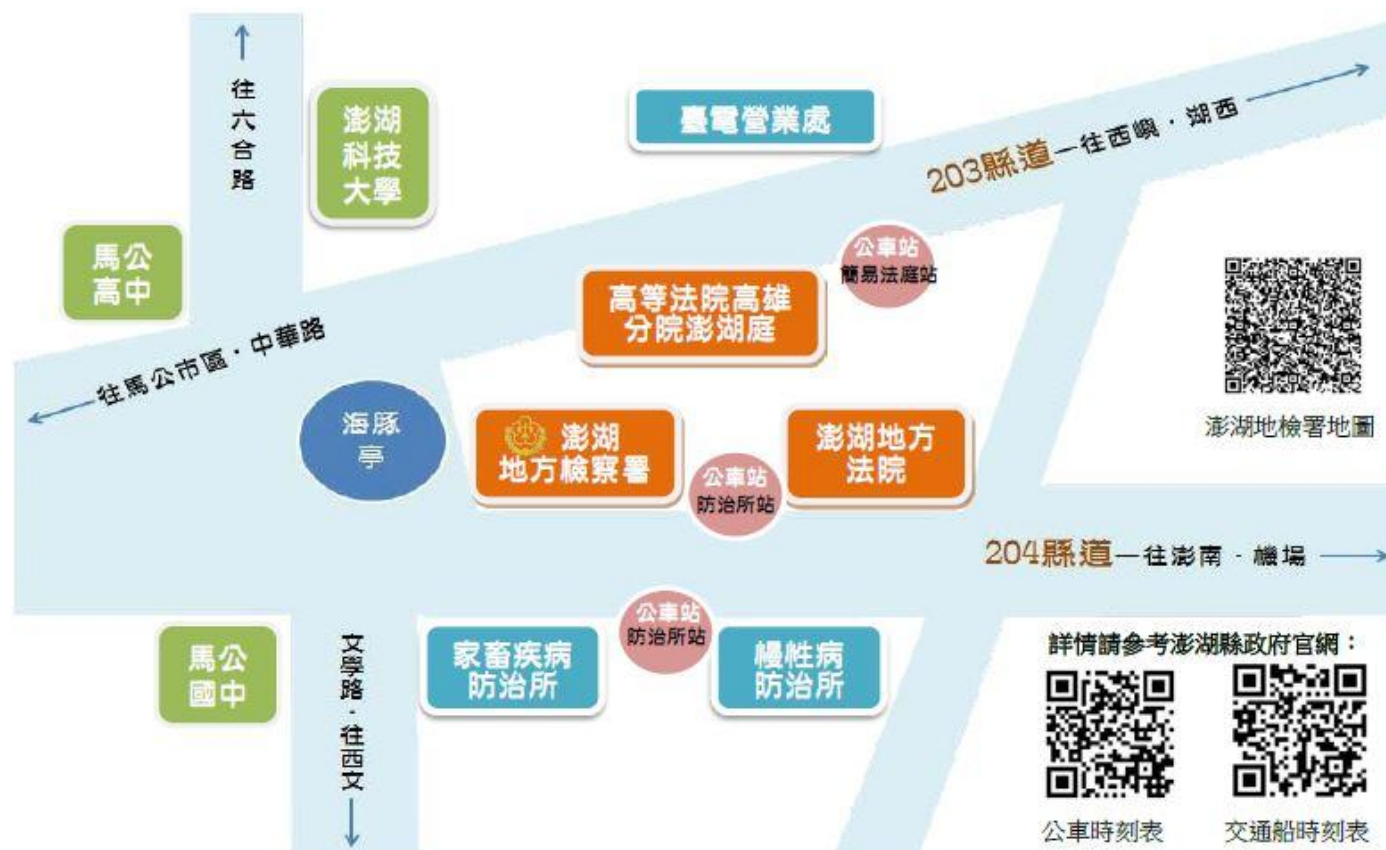 往六合路
澎湖
科技
大學
臺電營業處
203縣道—往西嶼・湖西
馬公
高中
公車站
簡易法庭站
高等法院高雄
分院澎湖庭
往馬公市區・中華路
海豚
亭
澎湖
地方檢察署
公車站
防治所站
澎湖地方
法院
澎湖地檢署地圖
204縣道—往澎南・機場
馬公
國中
文學路・往西文
家畜疾病
防治所
公車站
防治所站
慢性病
防治所
詳情請參考澎湖縣政府官網：
公車時刻表
交通船時刻表